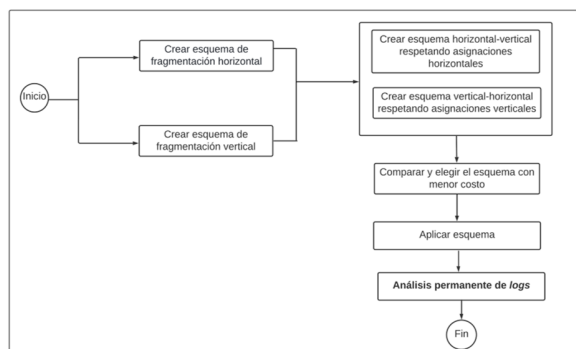 Inicio
Crear esquema de
fragmentación horizontal
Crear esquema de
fragmentación vertical
Crear esquema horizontal-vertical
respetando asignaciones
horizontales
Crear esquema vertical-horizontal
respetando asignaciones verticales
Comparar y elegir el esquema con
menor costo
Aplicar esquema
Análisis permanente de logs
Fin